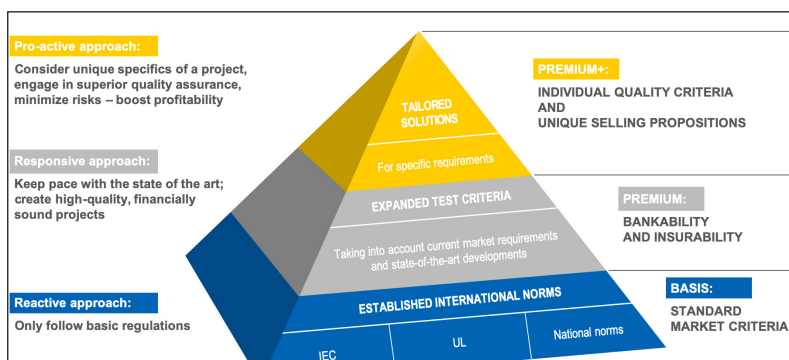 Pro-active approach:
Consider unique specifics of a project,
engage in superior quality assurance,
minimize risks – boost profitability
Responsive approach:
Keep pace with the state of the art;
create high-quality, financially
sound projects
Reactive approach:
Only follow basic regulations
TAILORED
SOLUTIONS
For specific requirements
EXPANDED TEST CRITERIA
Taking into account current market requirements
and state-of-the-art developments
ESTABLISHED INTERNATIONAL NORMS
IEC
UL
National norms
PREMIUM+:
INDIVIDUAL QUALITY CRITERIA
AND
UNIQUE SELLING PROPOSITIONS
PREMIUM:
BANKABILITY
AND INSURABILITY
BASIS:
STANDARD
MARKET CRITERIA